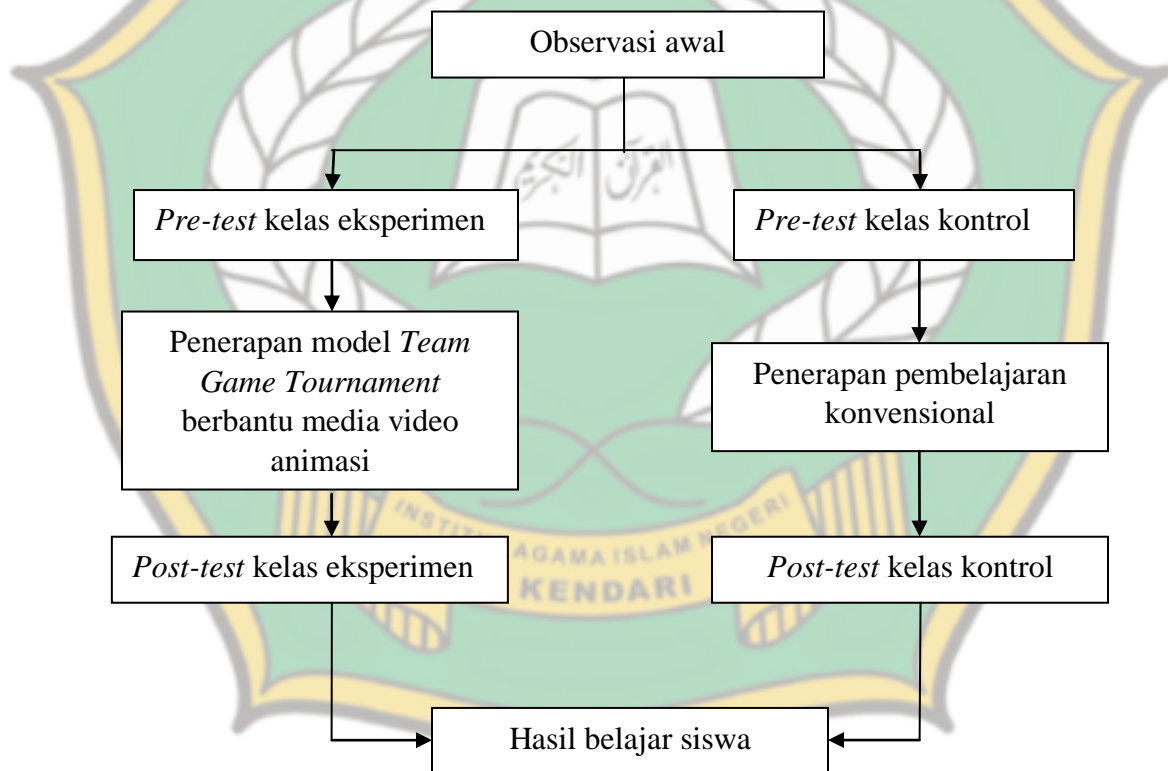 Observasi awal
القرآن الكريم
Pre-test kelas eksperimen
Pre-test kelas kontrol
Penerapan model Team
Game Tournament
berbantu media video
animasi
Penerapan pembelajaran
konvensional
INSTITUT AGAMA ISLAM NEGERI
KENDARI
Post-test kelas eksperimen
Post-test kelas kontrol
Hasil belajar siswa